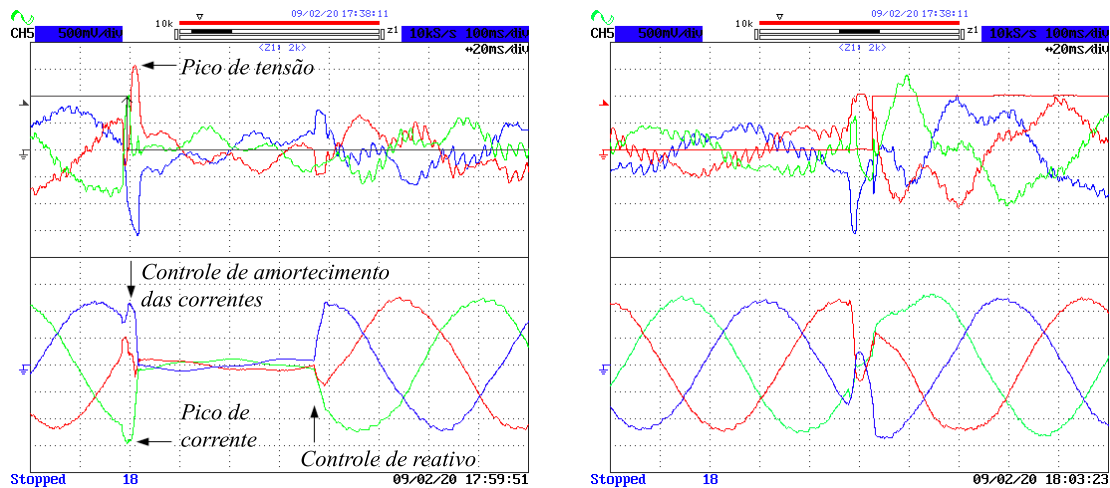 09/02/20 17:38:11
10k
CH5 500mV/div z1 10kS/s 100ms/div
<Z1: 2k> ↔20ms/div
Pico de tensão
Controle de amortecimento
das correntes
Pico de
corrente
Controle de reativo
Stopped 18 09/02/20 17:59:51
09/02/20 17:38:11
10k
CH5 500mV/div z1 10kS/s 100ms/div
<Z1: 2k> ↔20ms/div
Stopped 18 09/02/20 18:03:23